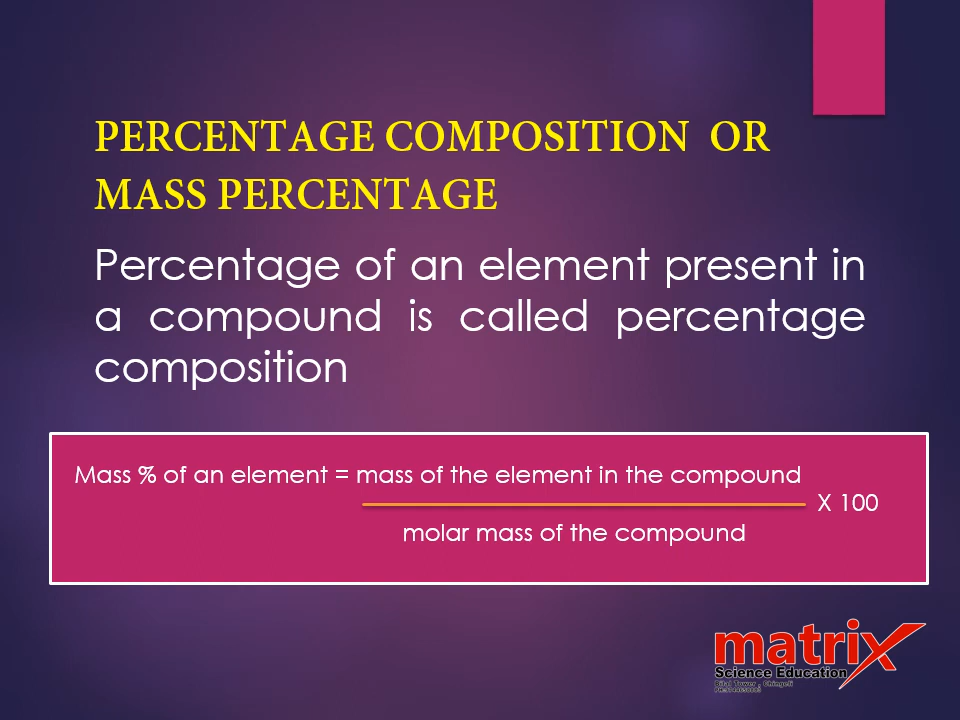 PERCENTAGE COMPOSITION OR
MASS PERCENTAGE
Percentage of an element present in
a compound is called percentage
composition
Mass % of an element = mass of the element in the compound
X 100
molar mass of the compound
matrix
Science Education